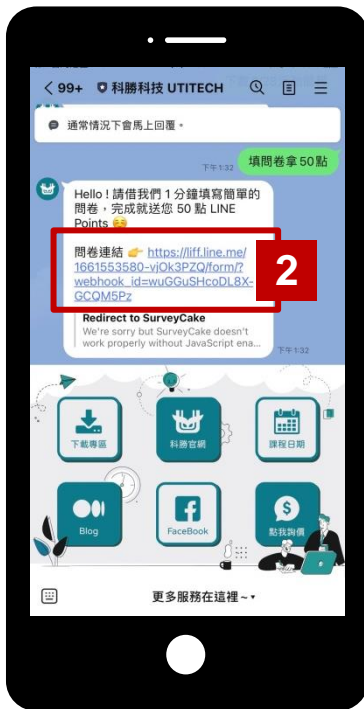 99+ 科勝科技 UTITECH
通常情況下會馬上回覆。
下午 1:32 填問卷拿 50 點
Hello！請借我們 1 分鐘填寫簡單的
問卷，完成就送您 50 點 LINE
Points 😄
問卷連結 👉 https://liff.line.me/
1661553580-vjOk3PZQ/form/?
webhook_id=wuGGuSHcoDL8X-
GCQM5Pz
2
Redirect to SurveyCake
We're sorry but SurveyCake doesn't
work properly without JavaScript ena...
下午 1:32
下載專區 科勝官網 課程日期
Blog FaceBook 點我詢價
更多服務在這裡 ~